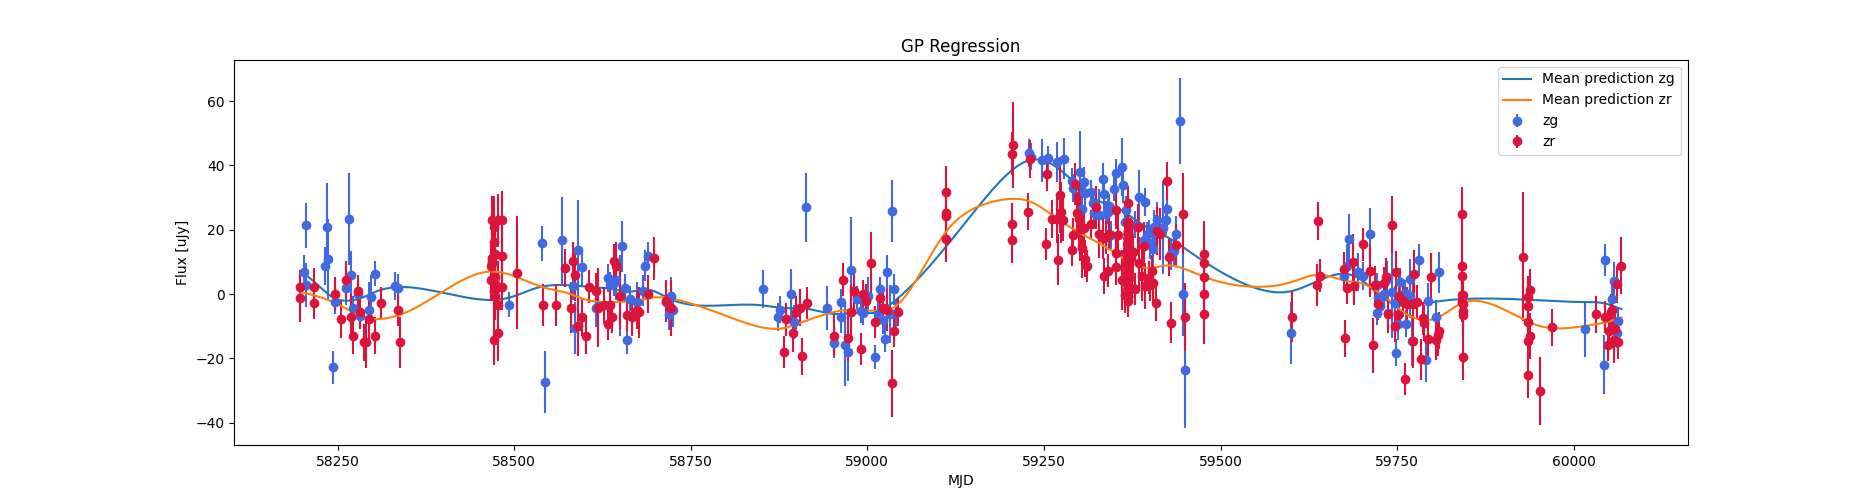 GP Regression
Flux [uJy]
60
40
20
0
−20
−40
Mean prediction zg
Mean prediction zr
zg
zr
58250
58500
58750
59000
59250
59500
59750
60000
MJD